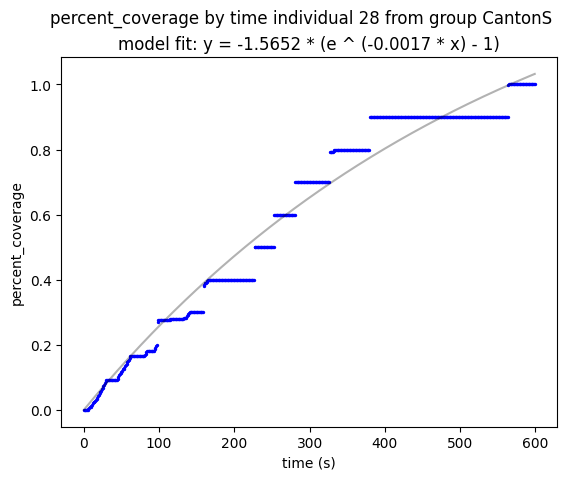 percent_coverage by time individual 28 from group CantonS
model fit: y = -1.5652 * (e ^ (-0.0017 * x) - 1)
1.0
0.8
0.6
0.4
0.2
0.0
percent_coverage
0 100 200 300 400 500 600
time (s)